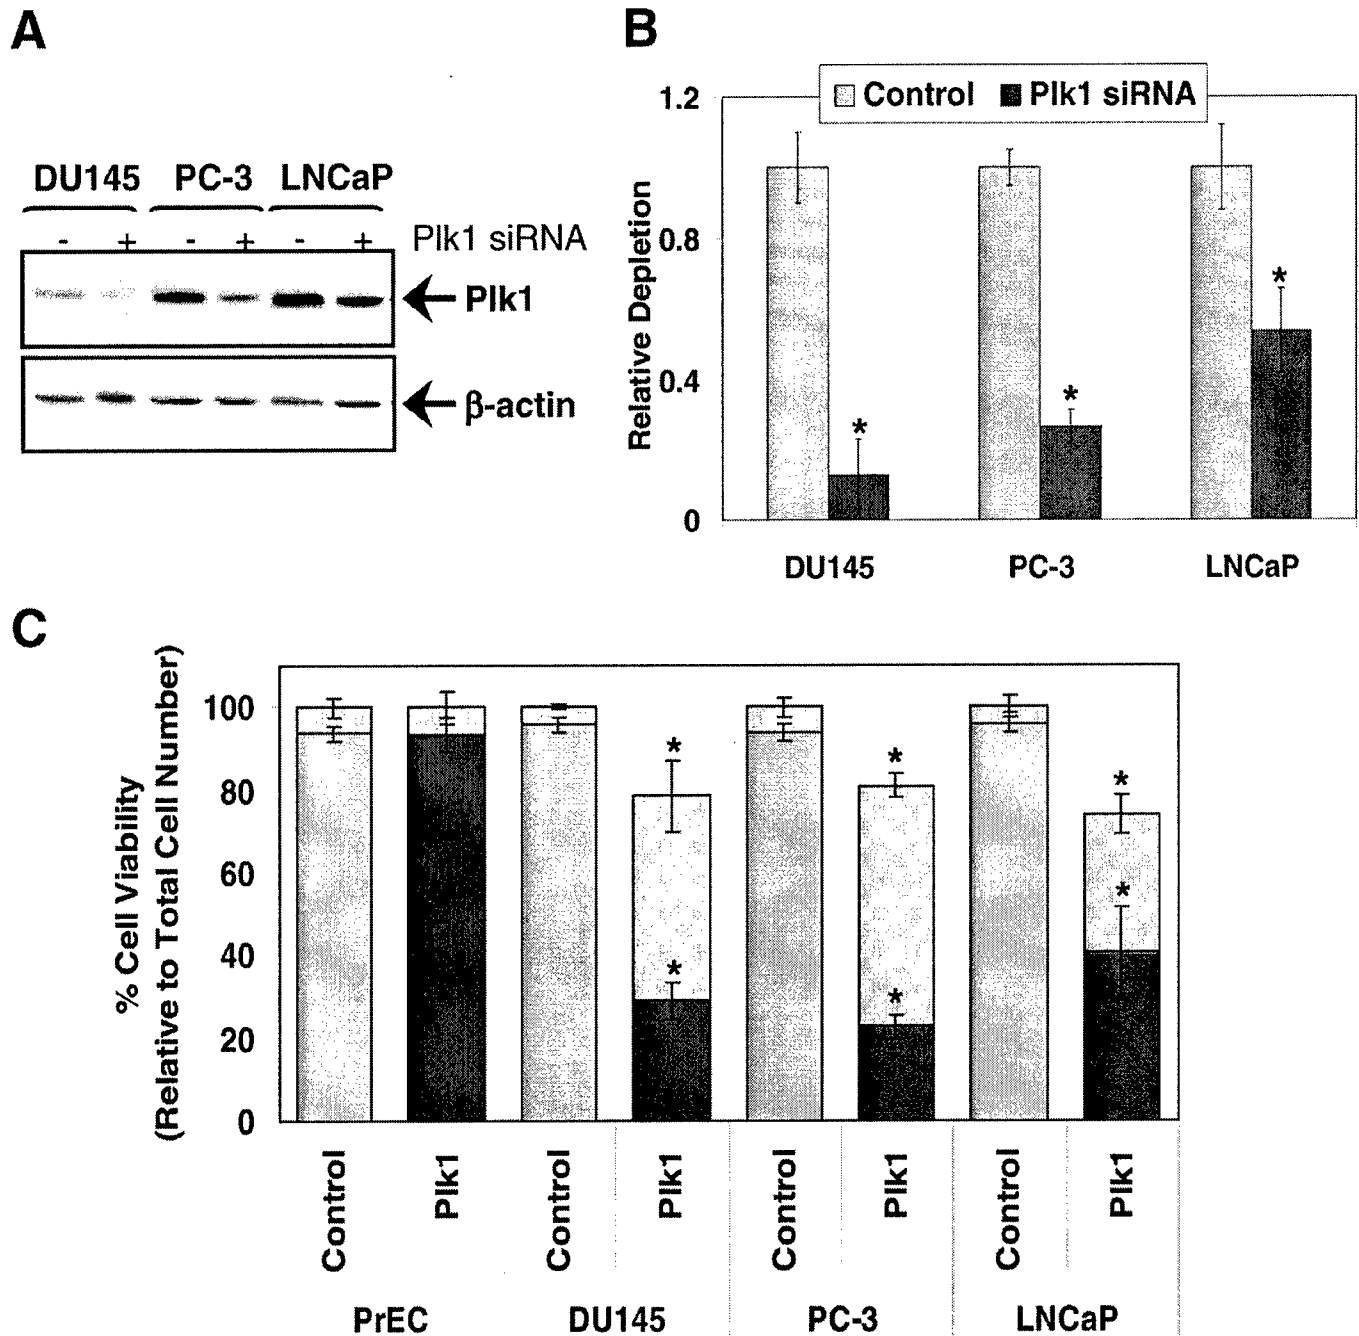 A
DU145 PC-3 LNCaP
- + - + - + Plk1 siRNA
Plk1
β-actin
B
Control Plk1 siRNA
1.2
0.8
0.4
0
Relative Depletion
* * *
DU145 PC-3 LNCaP
C
% Cell Viability
(Relative to Total Cell Number)
100
80
60
40
20
0
* * *
* * *
Control Plk1 Control Plk1 Control Plk1 Control Plk1
PrEC DU145 PC-3 LNCaP